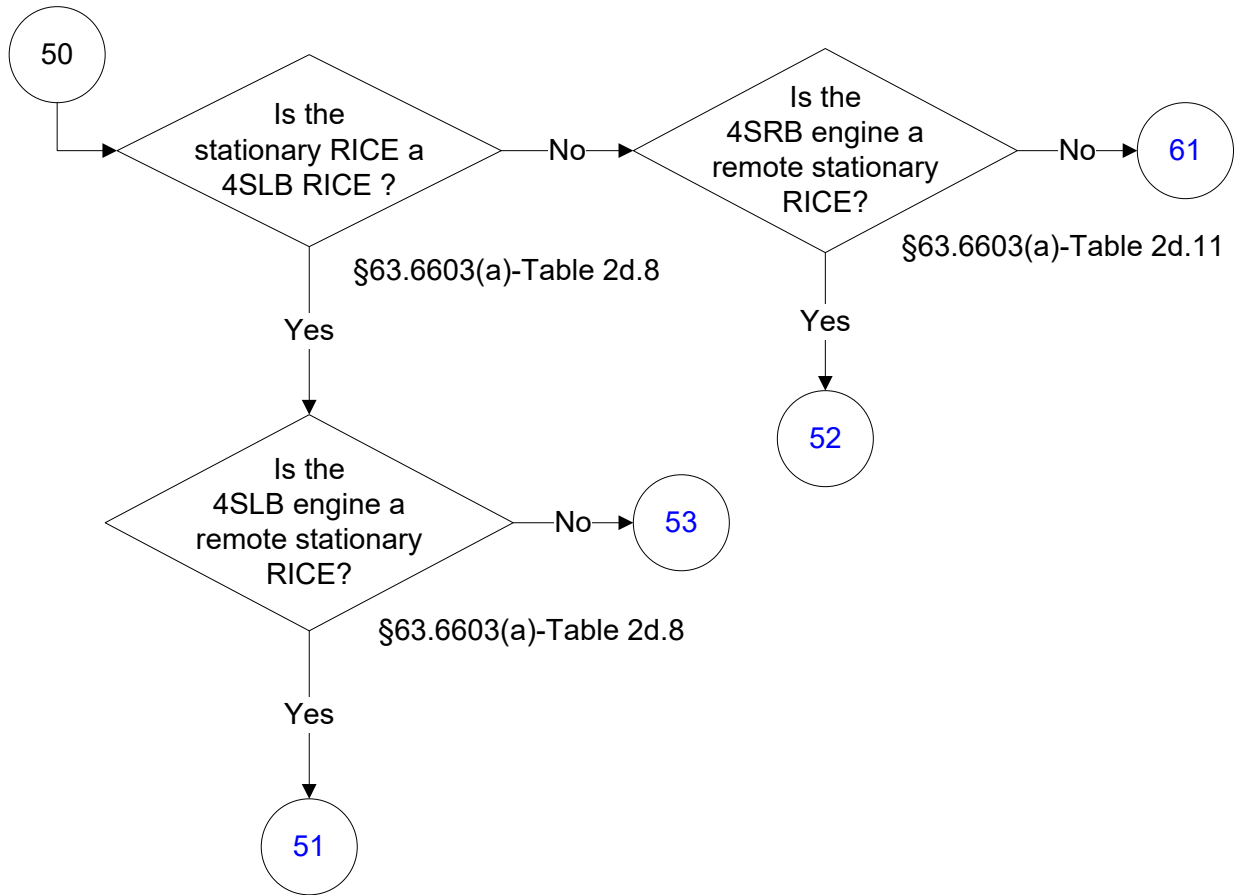 50
Is the
stationary RICE a
4SLB RICE ?
No
Is the
4SRB engine a
remote stationary
RICE?
No
61
§63.6603(a)-Table 2d.8
§63.6603(a)-Table 2d.11
Yes
Yes
52
Is the
4SLB engine a
remote stationary
RICE?
No
53
§63.6603(a)-Table 2d.8
Yes
51